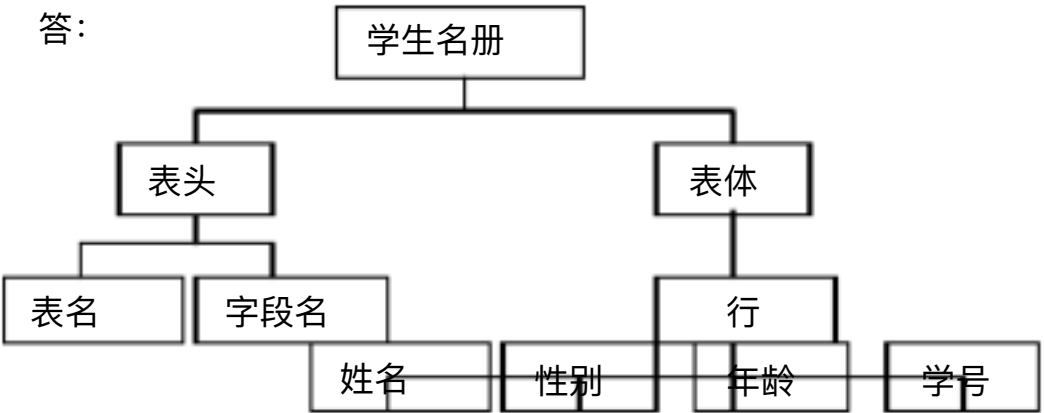 答：
学生名册
表头 表体
表名 字段名 行
姓名 性别 年龄 学号